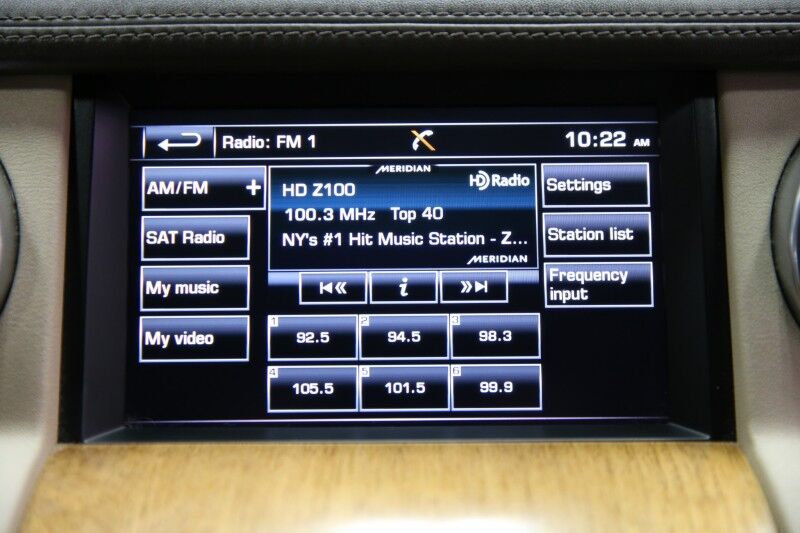 Radio: FM 1
10:22 AM
AM/FM +
SAT Radio
My music
My video
MERIDIAN
HD Radio
HD Z100
100.3 MHz Top 40
NY's #1 Hit Music Station - Z...
MERIDIAN
i
Settings
Station list
Frequency
input
1 92.5
2 94.5
3 98.3
4 105.5
5 101.5
6 99.9